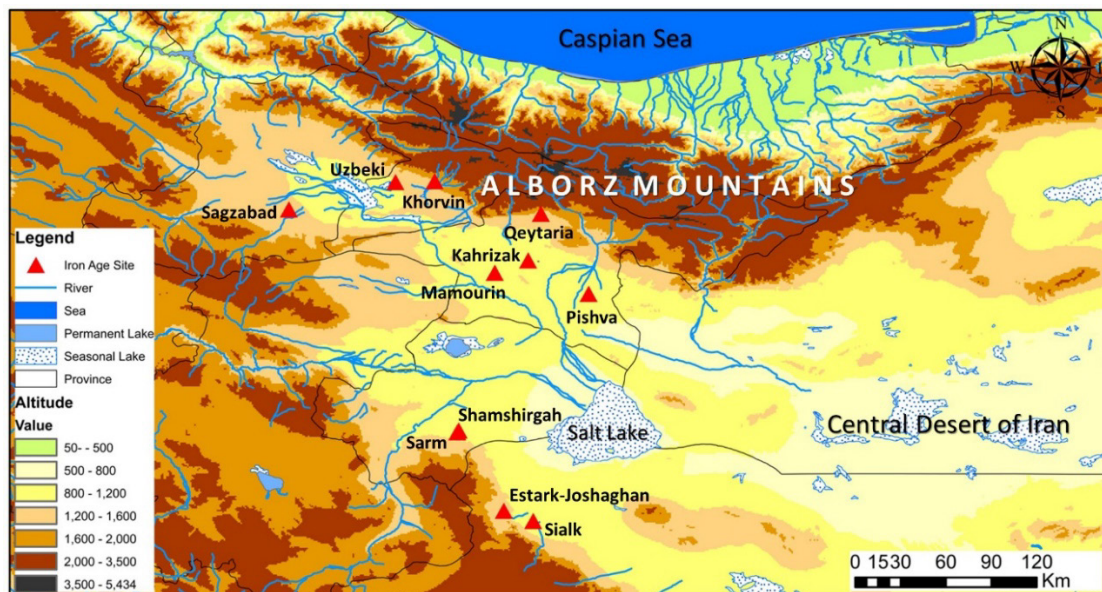 Caspian Sea
N
W
E
S
Uzbeki
ALBORZ MOUNTAINS
Khorvin
Sagzabad
Qeytaria
Legend
Iron Age Site
River
Sea
Permanent Lake
Seasonal Lake
Province
Kahrizak
Mamourin
Pishva
Altitude
Value
50- - 500
500 - 800
800 - 1,200
1,200 - 1,600
1,600 - 2,000
2,000 - 3,500
3,500 - 5,434
Shamshirgah
Sarm
Salt Lake
Central Desert of Iran
Estark-Joshaghan
Sialk
0 1530 60 90 120
Km